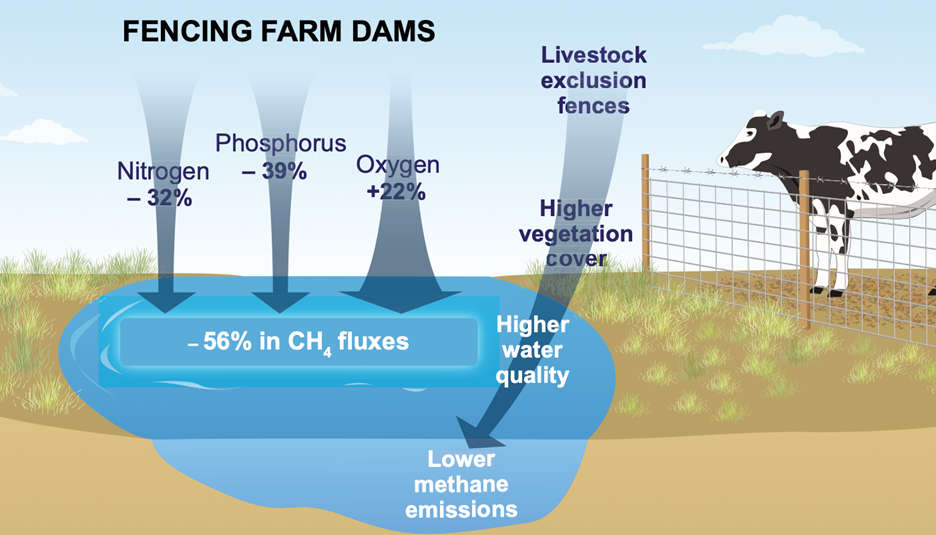 FENCING FARM DAMS
Nitrogen
– 32%
Phosphorus
– 39%
Oxygen
+22%
– 56% in CH₄ fluxes
Livestock
exclusion
fences
Higher
vegetation
cover
Higher
water
quality
Lower
methane
emissions